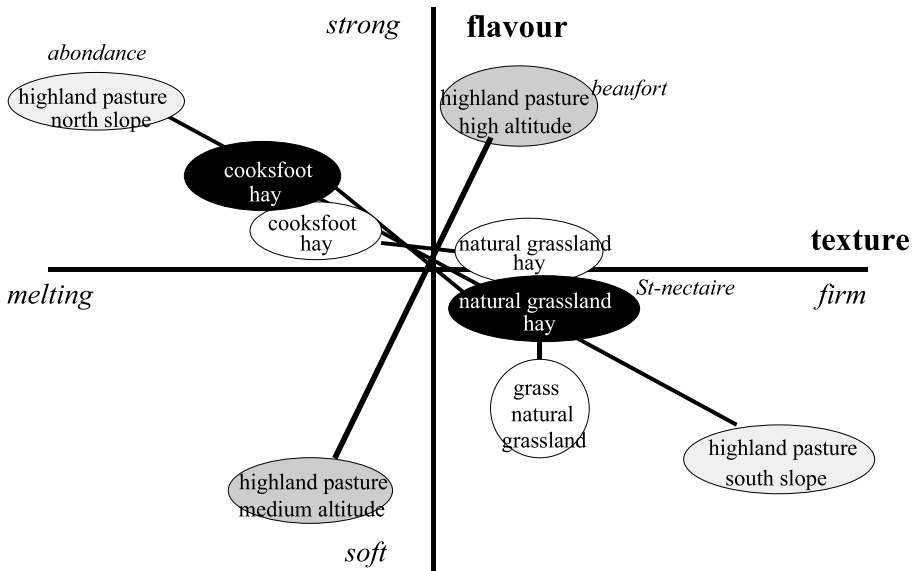 strong
flavour
abondance
highland pasture
north slope
beaufort
highland pasture
high altitude
cooksfoot
hay
cooksfoot
hay
natural grassland
hay
texture
melting
St-nectaire
firm
natural grassland
hay
grass
natural
grassland
highland pasture
south slope
highland pasture
medium altitude
soft